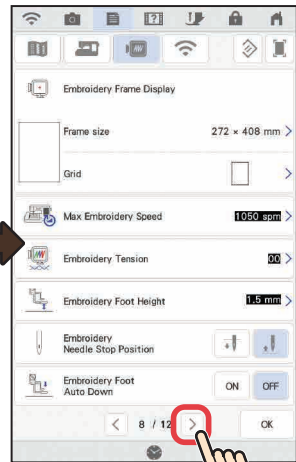 Embroidery Frame Display
Frame size 272 × 408 mm >
Grid >
Max Embroidery Speed 1050 spm >
Embroidery Tension 00 >
Embroidery Foot Height 1.5 mm >
Embroidery
Needle Stop Position
Embroidery Foot
Auto Down ON OFF
< 8 / 12 > OK